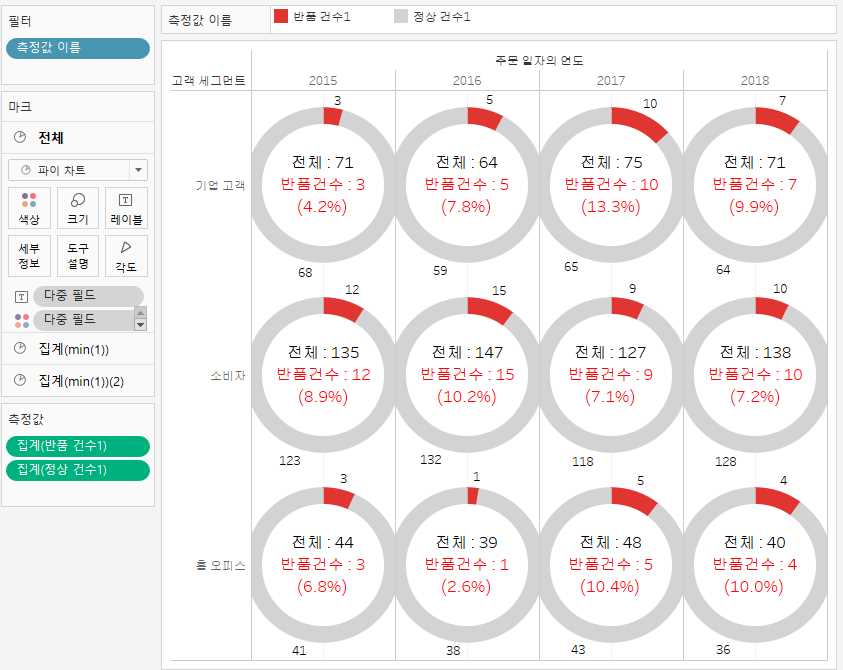 필터
측정값 이름
마크
전체
파이 차트
색상
크기
레이블
세부
정보
도구
설명
각도
다중 필드
다중 필드
집계(min(1))
집계(min(1))(2)
측정값
집계(반품 건수1)
집계(정상 건수1)
측정값 이름
반품 건수1
정상 건수1
주문 일자의 연도
고객 세그먼트
2015
2016
2017
2018
기업 고객
3
전체 : 71
반품건수 : 3
(4.2%)
68
5
전체 : 64
반품건수 : 5
(7.8%)
59
10
전체 : 75
반품건수 : 10
(13.3%)
65
7
전체 : 71
반품건수 : 7
(9.9%)
64
소비자
12
전체 : 135
반품건수 : 12
(8.9%)
123
15
전체 : 147
반품건수 : 15
(10.2%)
132
9
전체 : 127
반품건수 : 9
(7.1%)
118
10
전체 : 138
반품건수 : 10
(7.2%)
128
홈 오피스
3
전체 : 44
반품건수 : 3
(6.8%)
41
1
전체 : 39
반품건수 : 1
(2.6%)
38
5
전체 : 48
반품건수 : 5
(10.4%)
43
4
전체 : 40
반품건수 : 4
(10.0%)
36